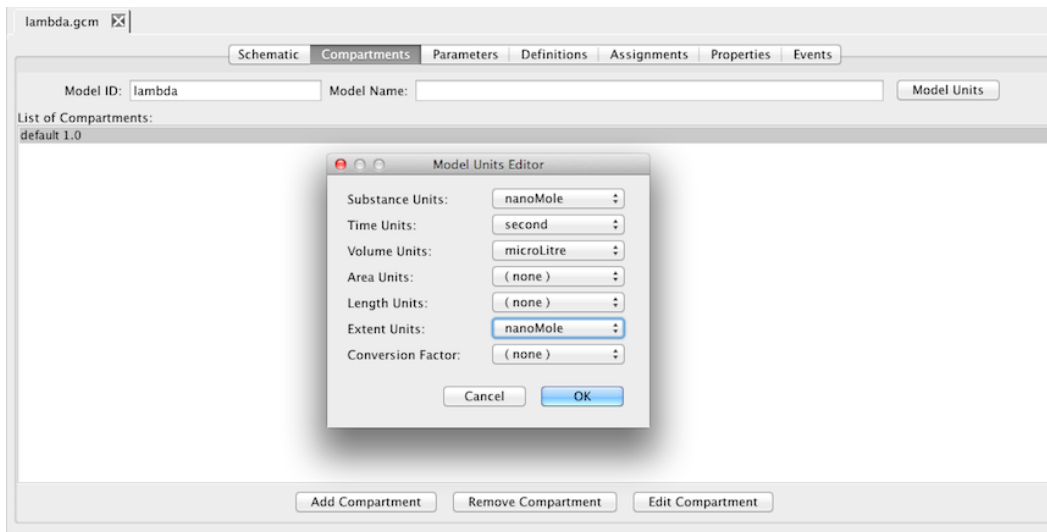 lambda.gcm
Schematic Compartments Parameters Definitions Assignments Properties Events
Model ID: lambda Model Name: Model Units
List of Compartments:
default 1.0
Model Units Editor
Substance Units: nanoMole
Time Units: second
Volume Units: microLitre
Area Units: ( none )
Length Units: ( none )
Extent Units: nanoMole
Conversion Factor: ( none )
Cancel OK
Add Compartment Remove Compartment Edit Compartment